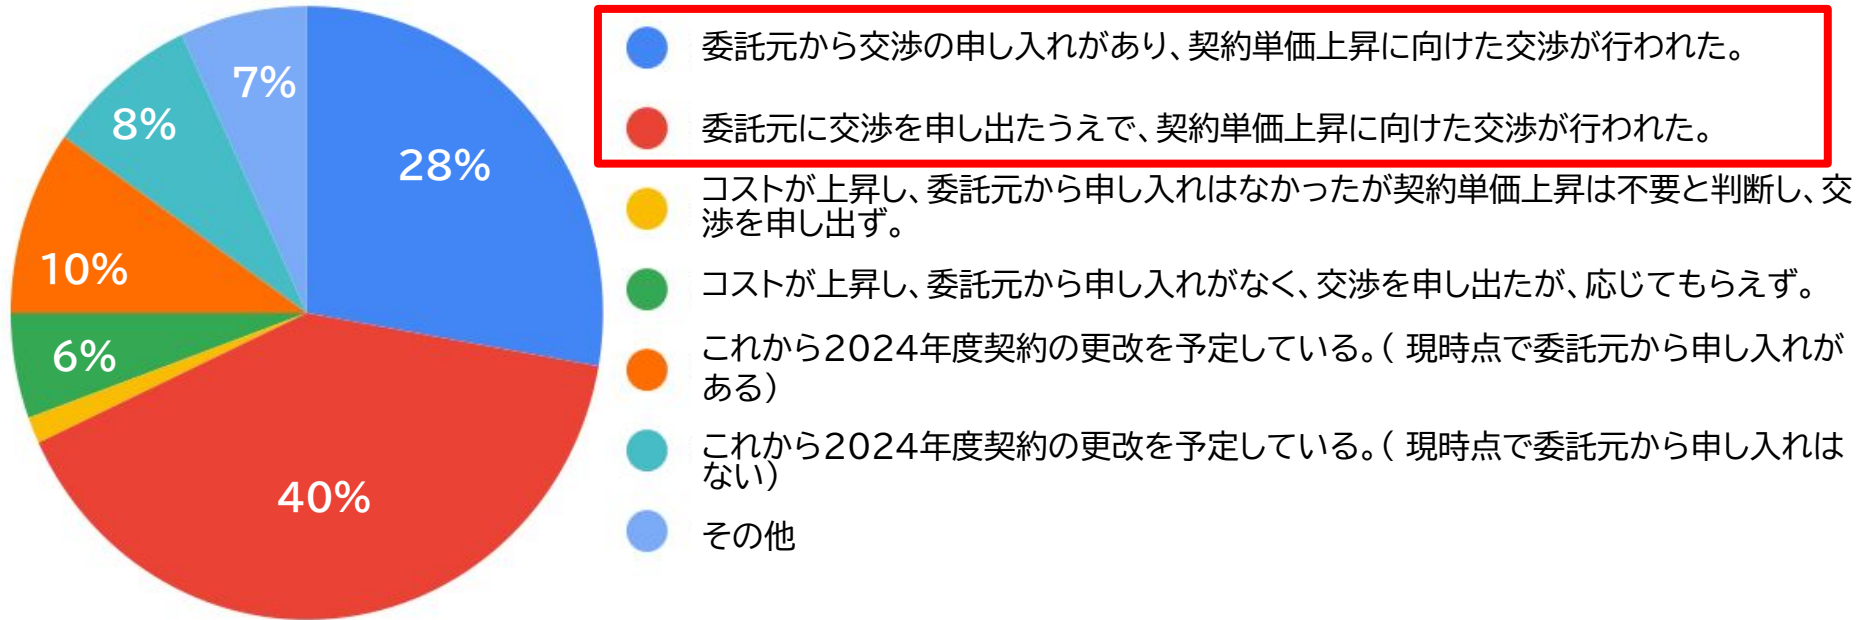 7%
8%
28%
10%
6%
40%
委託元から交渉の申し入れがあり、契約単価上昇に向けた交渉が行われた。
委託元に交渉を申し出たうえで、契約単価上昇に向けた交渉が行われた。
コストが上昇し、委託元から申し入れはなかったが契約単価上昇は不要と判断し、交
渉を申し出ず。
コストが上昇し、委託元から申し入れがなく、交渉を申し出たが、応じてもらえず。
これから2024年度契約の更改を予定している。( 現時点で委託元から申し入れが
ある)
これから2024年度契約の更改を予定している。( 現時点で委託元から申し入れは
ない)
その他